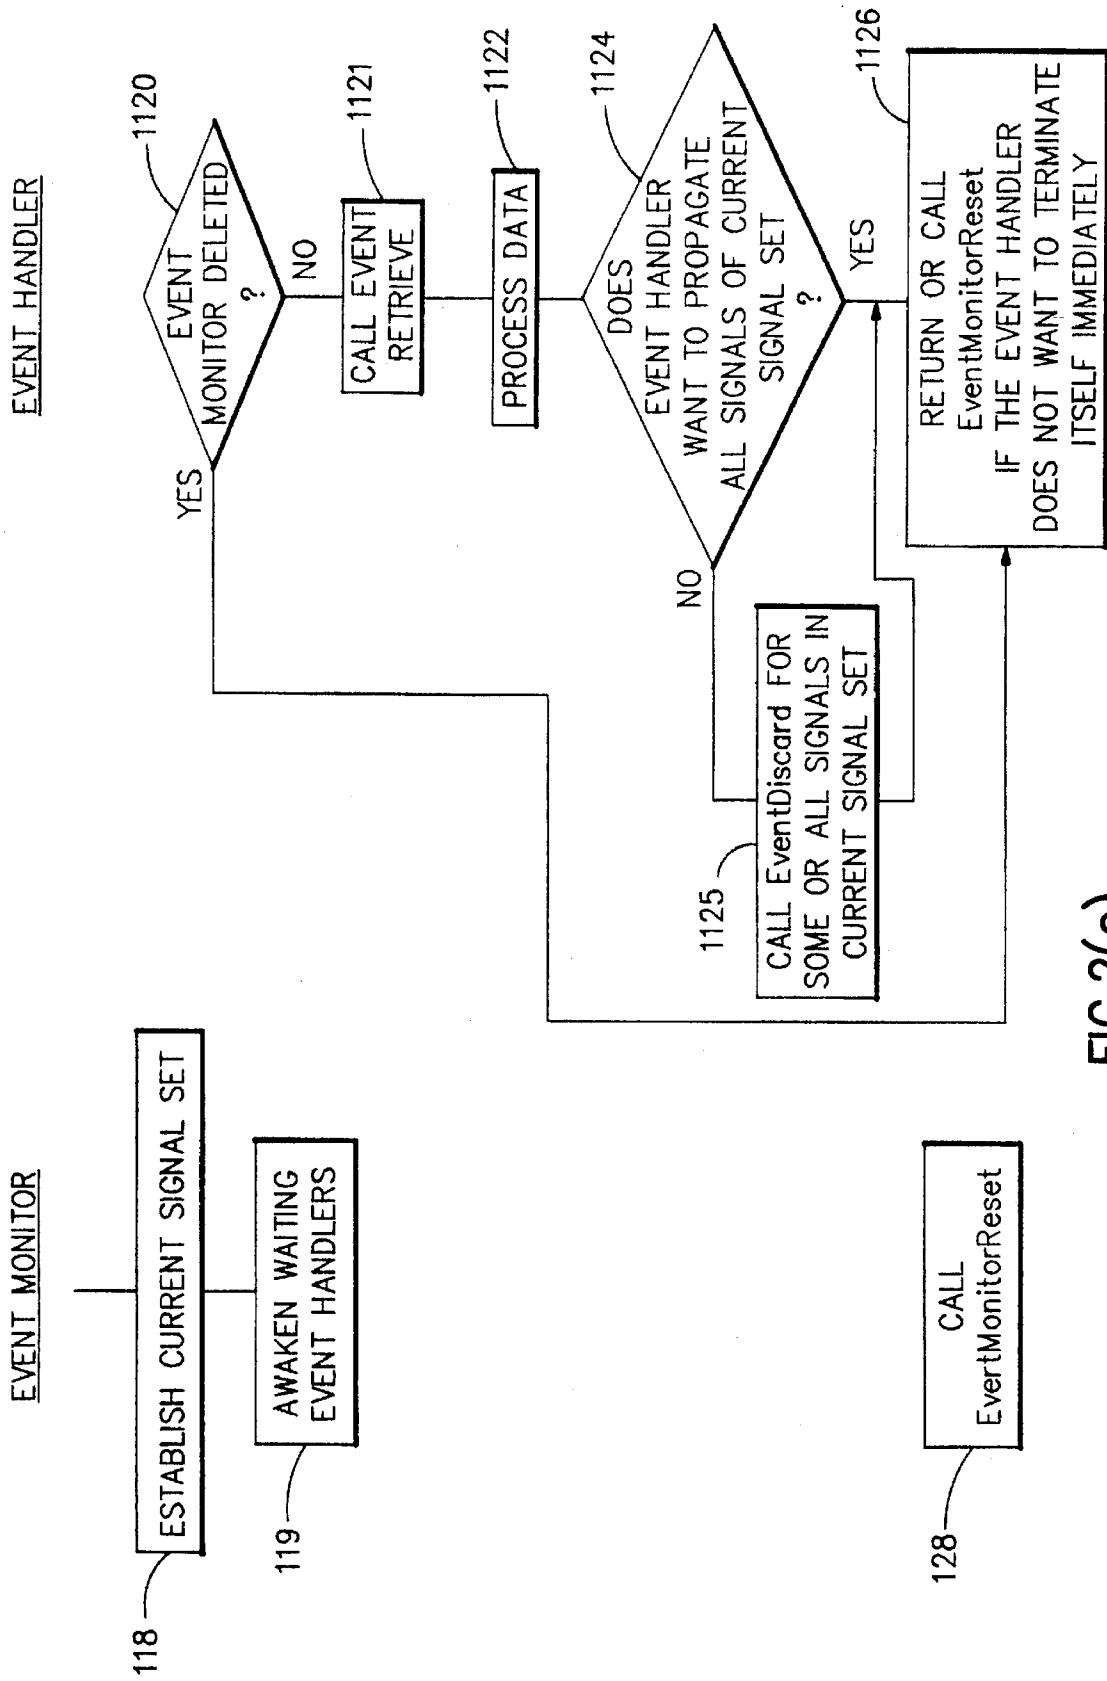 EVENT MONITOR
118
ESTABLISH CURRENT SIGNAL SET
119
AWAKEN WAITING
EVENT HANDLERS
128
CALL
EvertMonitorReset
EVENT HANDLER
1120
EVENT
MONITOR DELETED
?
YES
NO
1121
CALL EVENT
RETRIEVE
1122
PROCESS DATA
1124
DOES
EVENT HANDLER
WANT TO PROPAGATE
ALL SIGNALS OF CURRENT
SIGNAL SET
?
NO
YES
1125
CALL EventDiscard FOR
SOME OR ALL SIGNALS IN
CURRENT SIGNAL SET
1126
RETURN OR CALL
EventMonitorReset
IF THE EVENT HANDLER
DOES NOT WANT TO TERMINATE
ITSELF IMMEDIATELY